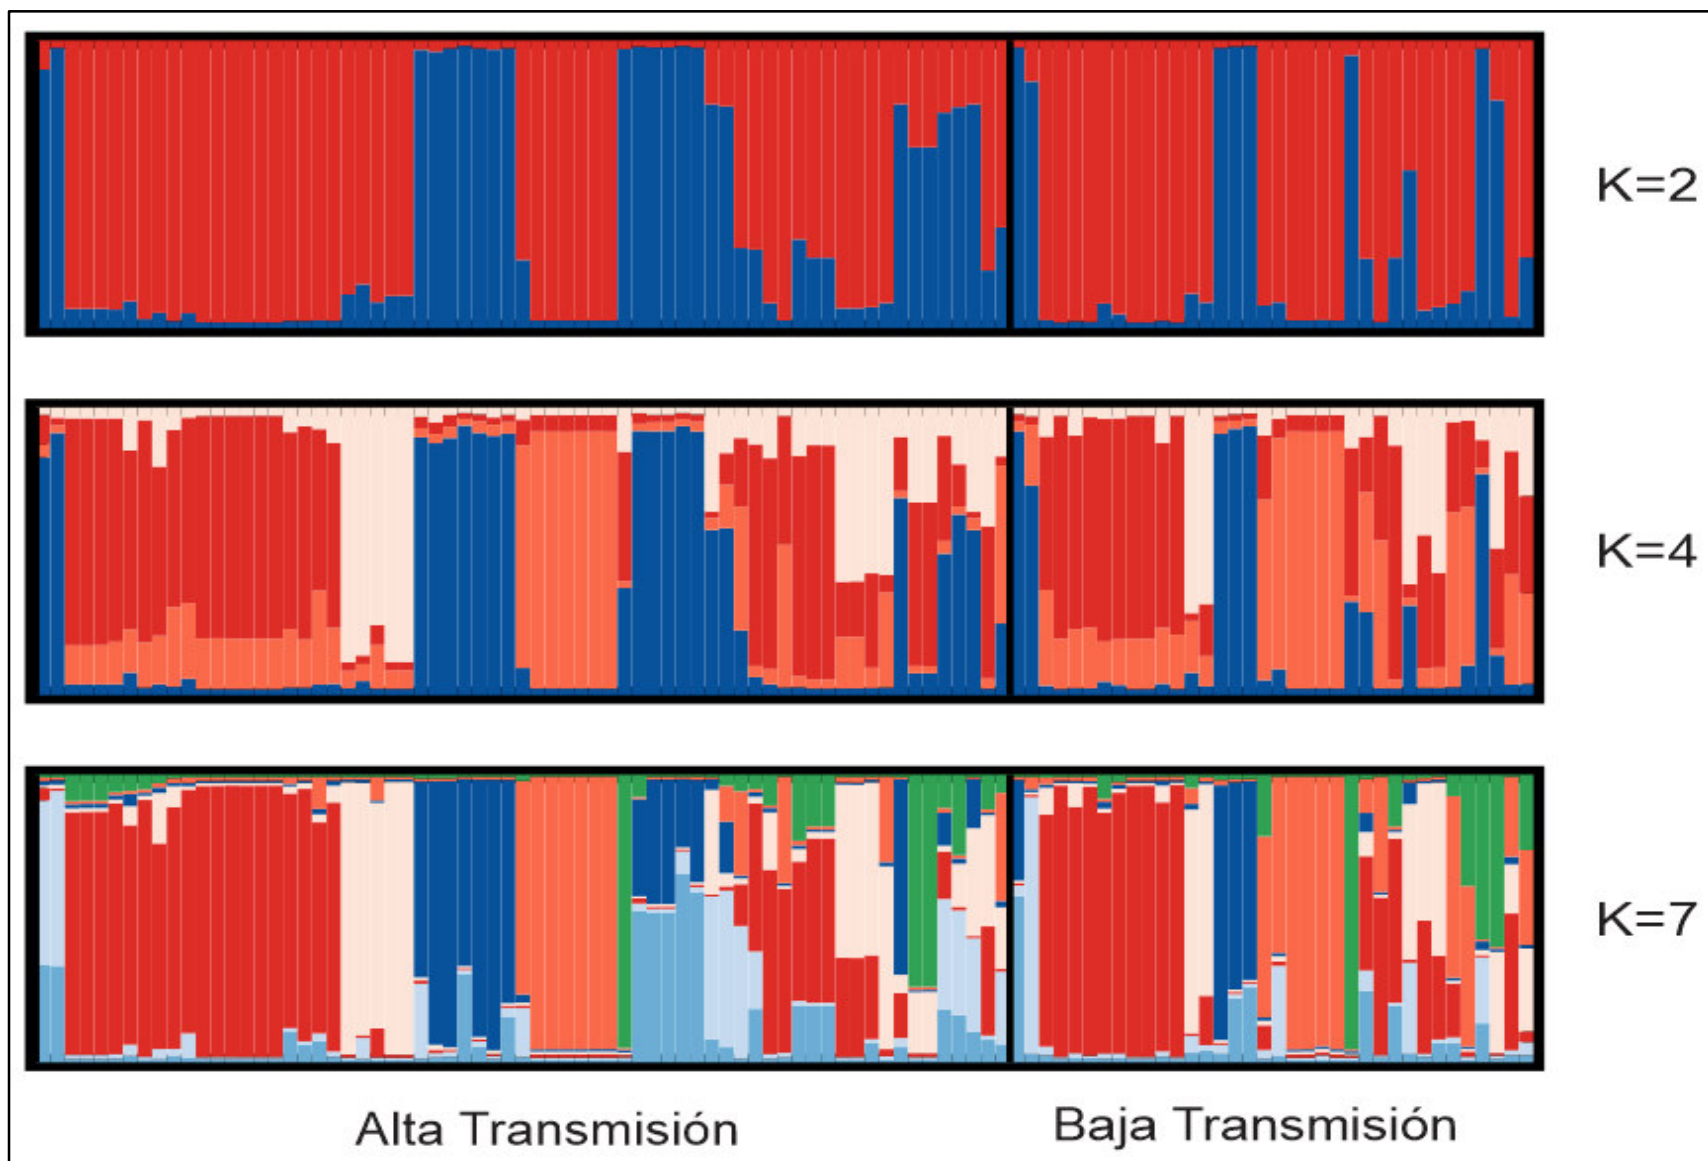 K=2
K=4
K=7
Alta Transmisión
Baja Transmisión